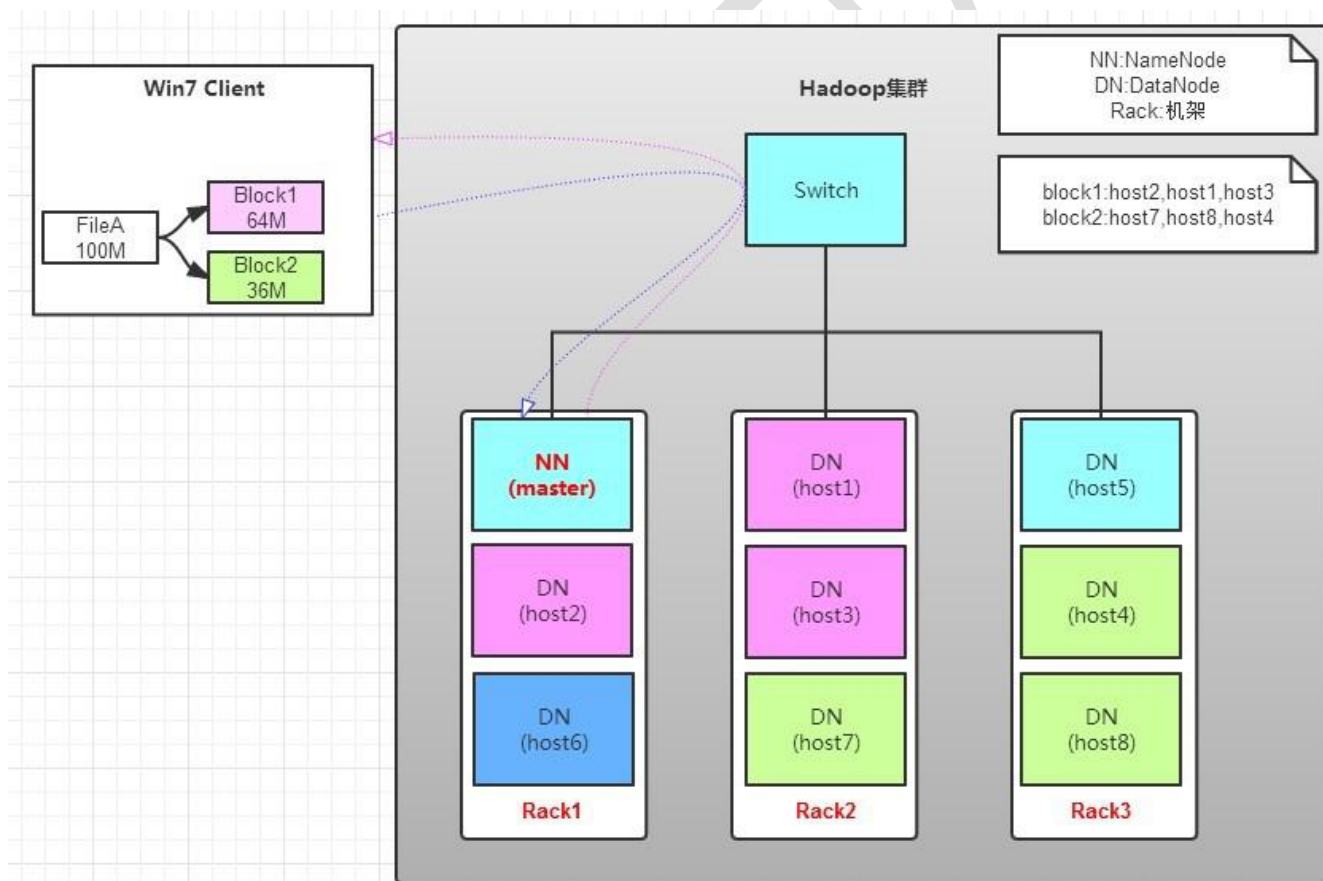 Win7 Client
FileA
100M
Block1
64M
Block2
36M
Hadoop集群
NN:NameNode
DN:DataNode
Rack:机架
block1:host2,host1,host3
block2:host7,host8,host4
Switch
NN
(master)
DN
(host2)
DN
(host6)
Rack1
DN
(host1)
DN
(host3)
DN
(host7)
Rack2
DN
(host5)
DN
(host4)
DN
(host8)
Rack3